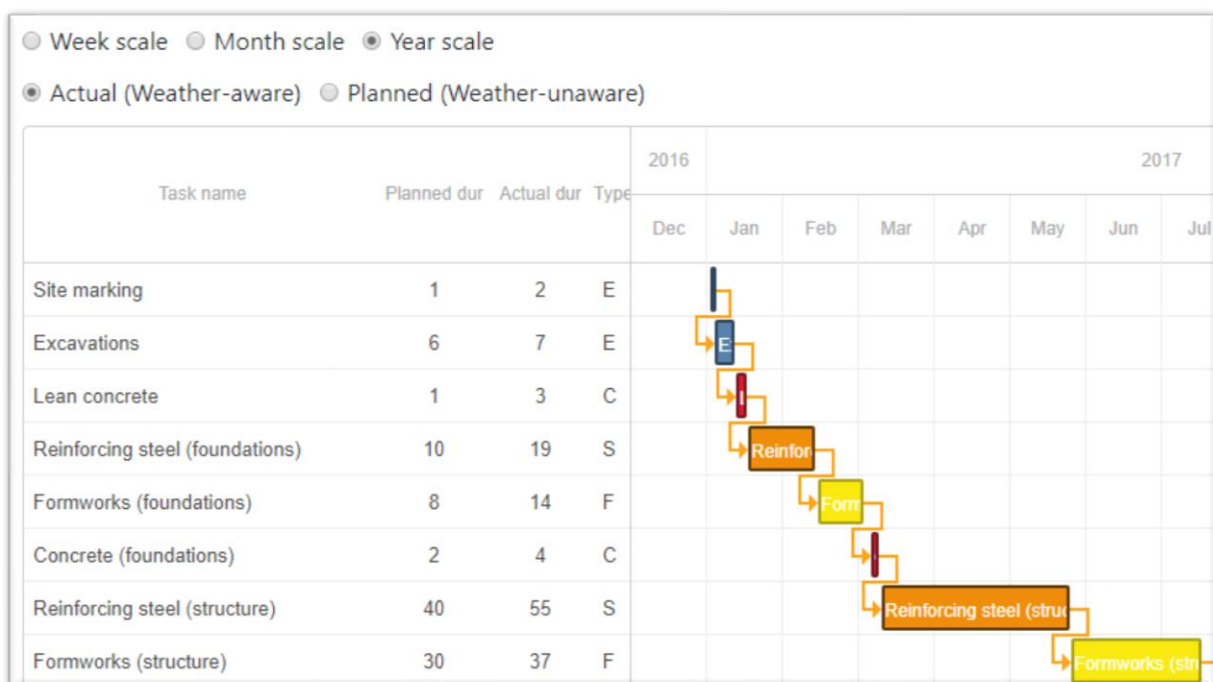 Week scale Month scale Year scale
Actual (Weather-aware) Planned (Weather-unaware)
2016 2017
Task name Planned dur Actual dur Type
Dec Jan Feb Mar Apr May Jun Jul
Site marking 1 2 E
Excavations 6 7 E E
Lean concrete 1 3 C
Reinforcing steel (foundations) 10 19 S Reinfor
Formworks (foundations) 8 14 F Form
Concrete (foundations) 2 4 C
Reinforcing steel (structure) 40 55 S Reinforcing steel (struc
Formworks (structure) 30 37 F Formworks (str